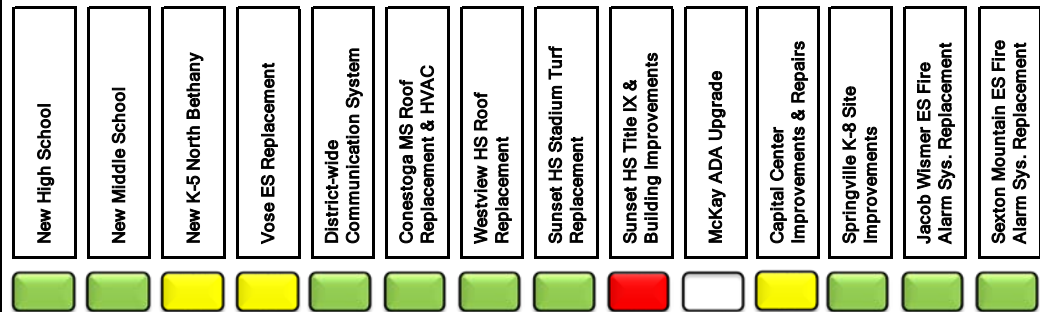 New High School
New Middle School
New K-5 North Bethany
Vose ES Replacement
District-wide
Communication System
Conestoga MS Roof
Replacement & HVAC
Westview HS Roof
Replacement
Sunset HS Stadium Turf
Replacement
Sunset HS Title IX &
Building Improvements
McKay ADA Upgrade
Capital Center
Improvements & Repairs
Springville K-8 Site
Improvements
Jacob Wismer ES Fire
Alarm Sys. Replacement
Sexton Mountain ES Fire
Alarm Sys. Replacement